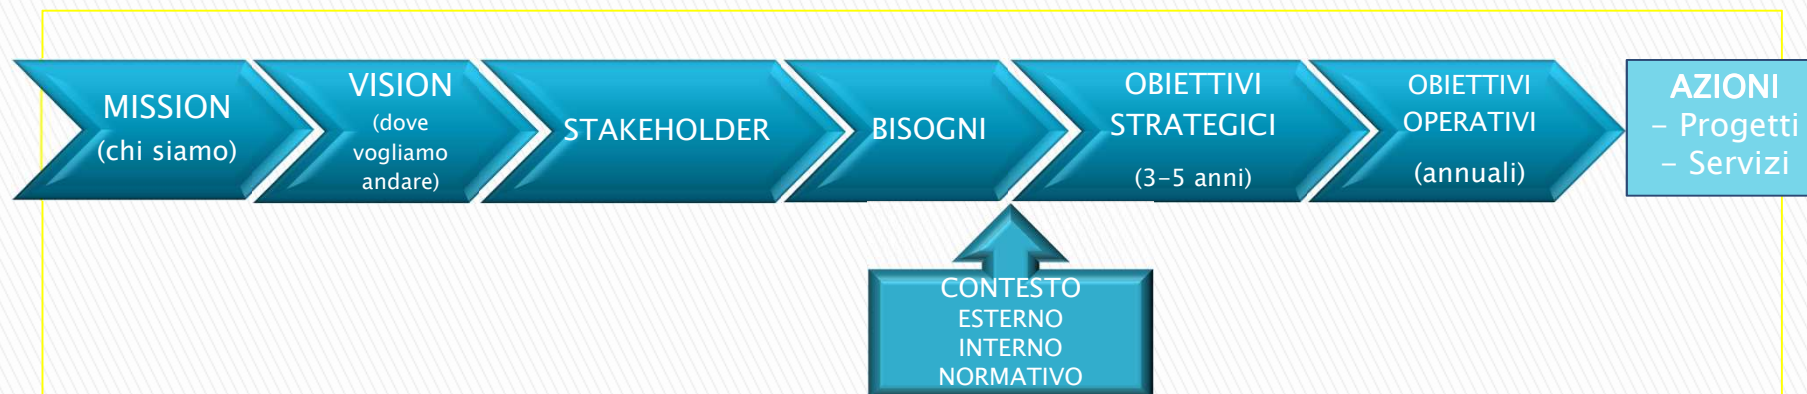 MISSION
(chi siamo)
VISION
(dove
vogliamo
andare)
STAKEHOLDER
BISOGNI
OBIETTIVI
STRATEGICI
(3-5 anni)
OBIETTIVI
OPERATIVI
(annuali)
AZIONI
- Progetti
- Servizi
CONTESTO
ESTERNO
INTERNO
NORMATIVO